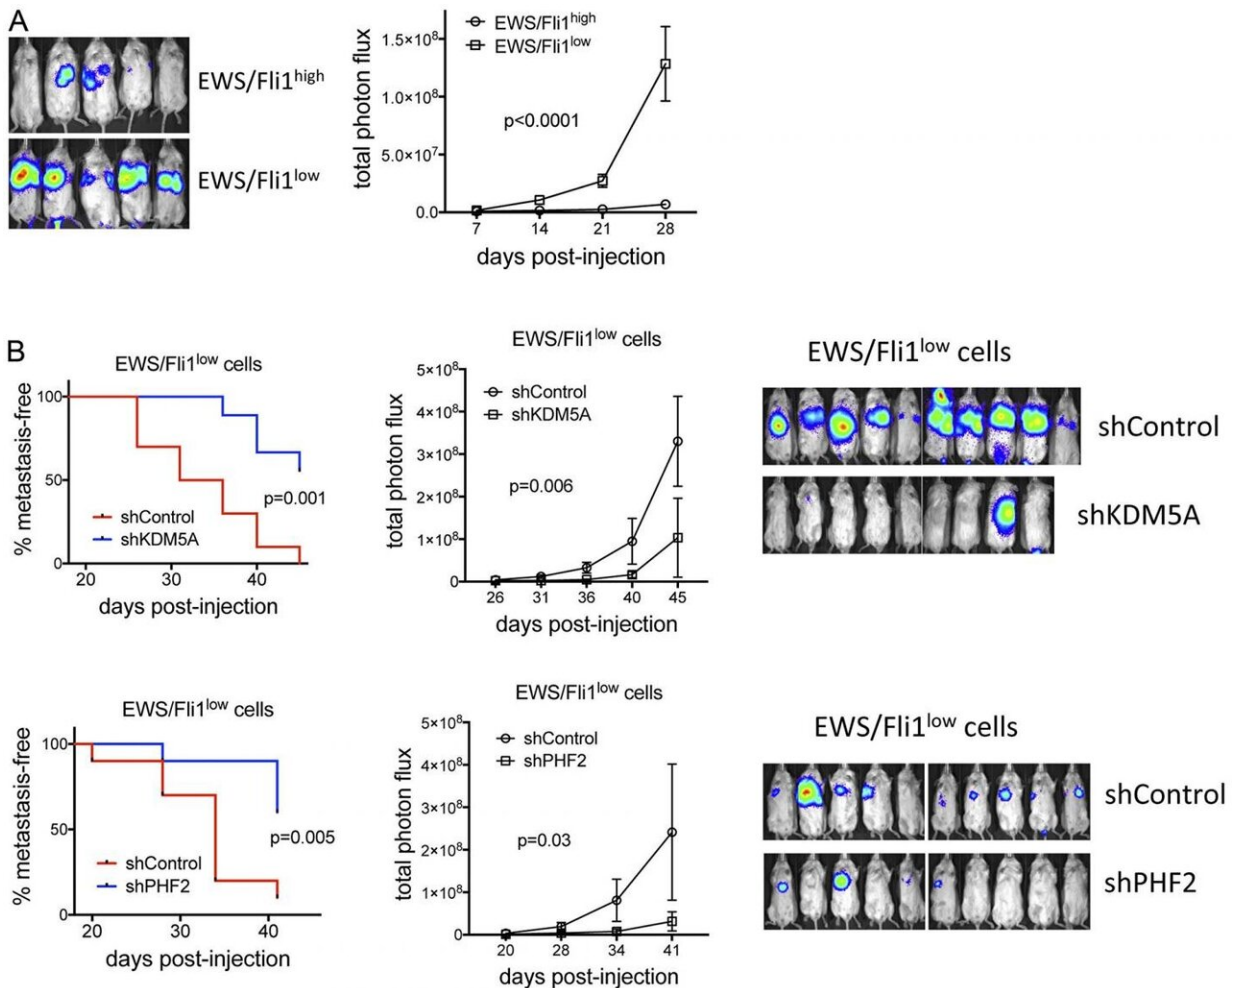 A
EWS/Fli1high
EWS/Fli1low
total photon flux
1.5×10⁸
1.0×10⁸
5.0×10⁷
0.0
EWS/Fli1high
EWS/Fli1low
p<0.0001
7 14 21 28
days post-injection
B
EWS/Fli1low cells
% metastasis-free
100
50
0
shControl
shKDM5A
p=0.001
20 30 40
days post-injection
EWS/Fli1low cells
total photon flux
5×10⁸
4×10⁸
3×10⁸
2×10⁸
1×10⁸
0
shControl
shKDM5A
p=0.006
26 31 36 40 45
days post-injection
EWS/Fli1low cells
shControl
shKDM5A
EWS/Fli1low cells
% metastasis-free
100
50
0
shControl
shPHF2
p=0.005
20 30 40
days post-injection
EWS/Fli1low cells
total photon flux
5×10⁸
4×10⁸
3×10⁸
2×10⁸
1×10⁸
0
shControl
shPHF2
p=0.03
20 28 34 41
days post-injection
EWS/Fli1low cells
shControl
shPHF2